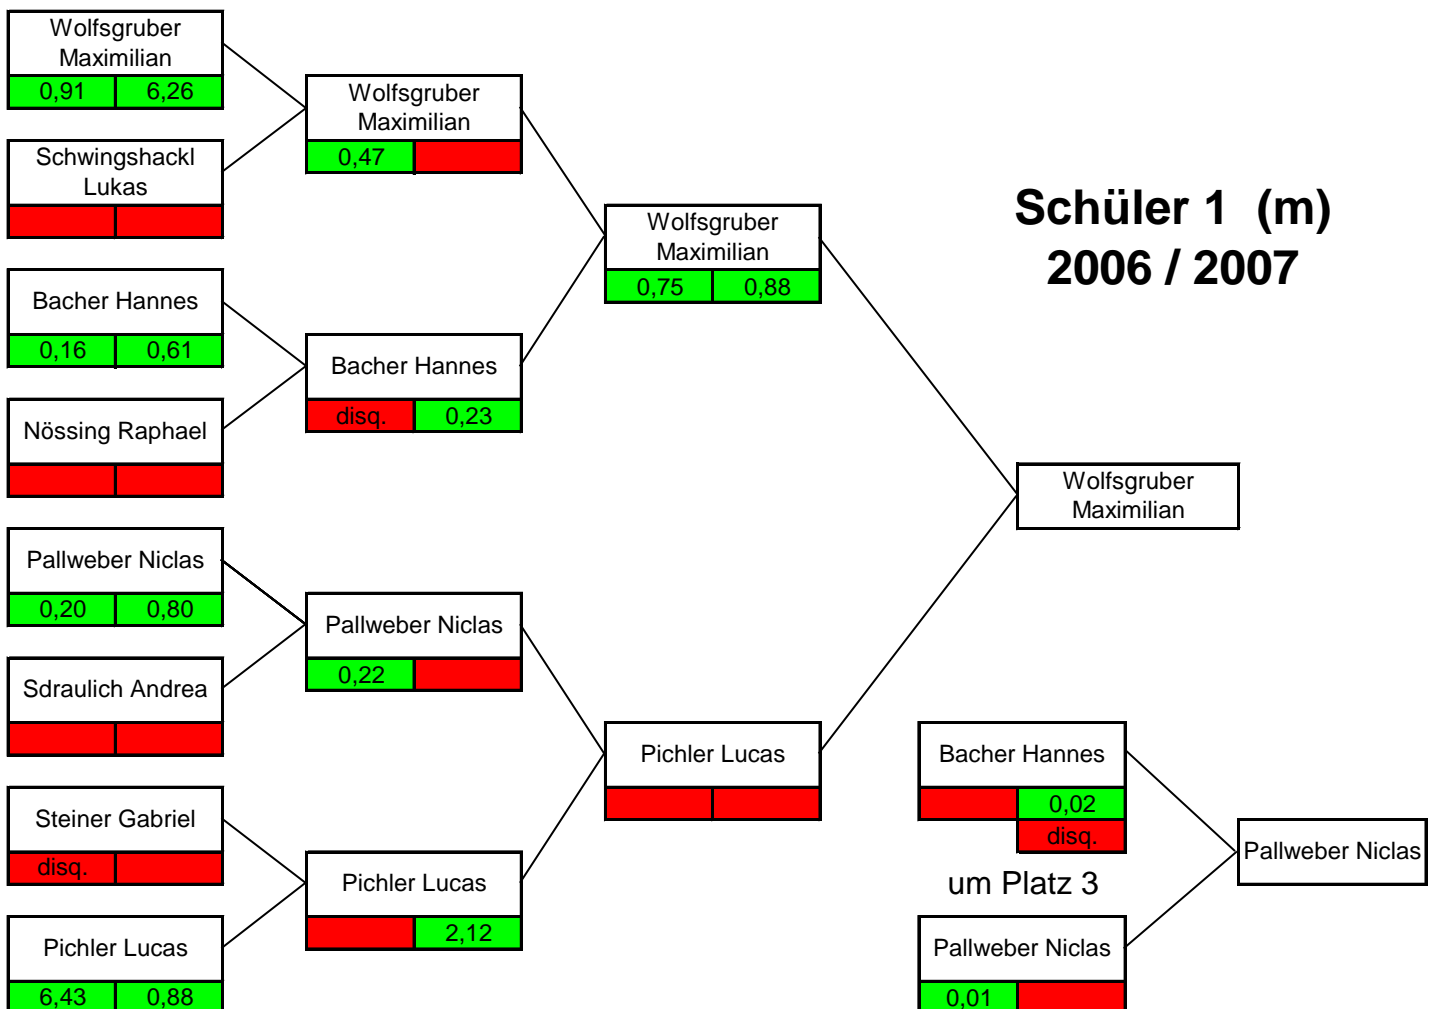 Wolfsgruber
Maximilian
0,91 6,26
Schwingshackl
Lukas
Bacher Hannes
0,16 0,61
Nössing Raphael
Pallweber Niclas
0,20 0,80
Sdraulich Andrea
Steiner Gabriel
disq.
Pichler Lucas
6,43 0,88
Wolfsgruber
Maximilian
0,47
Bacher Hannes
disq. 0,23
Pallweber Niclas
0,22
Pichler Lucas
2,12
Wolfsgruber
Maximilian
0,75 0,88
Pichler Lucas
Schüler 1 (m)
2006 / 2007
Wolfsgruber
Maximilian
Bacher Hannes
0,02
disq.
um Platz 3
Pallweber Niclas
0,01
Pallweber Niclas